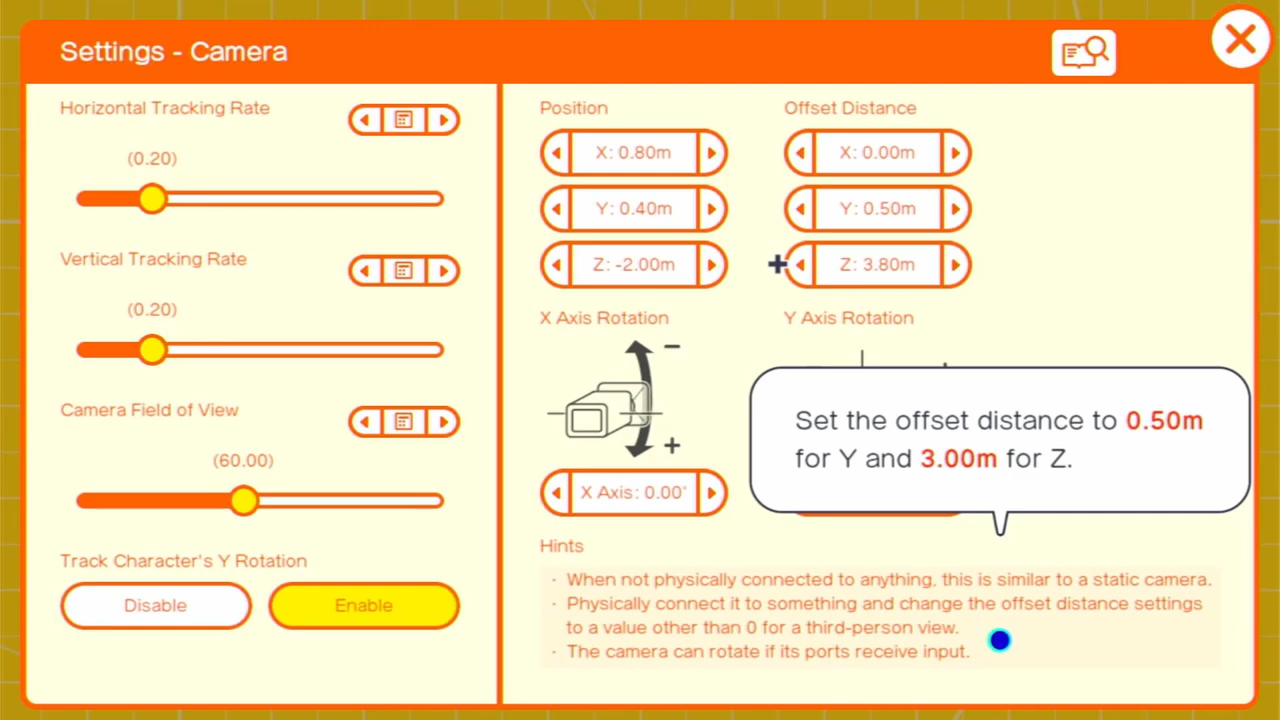 Settings - Camera
Horizontal Tracking Rate
(0.20)
Vertical Tracking Rate
(0.20)
Camera Field of View
(60.00)
Track Character's Y Rotation
Disable
Enable
Position
X: 0.80m
Y: 0.40m
Z: -2.00m
Offset Distance
X: 0.00m
Y: 0.50m
Z: 3.80m
X Axis Rotation
X Axis: 0.00°
Y Axis Rotation
Set the offset distance to 0.50m
for Y and 3.00m for Z.
Hints
· When not physically connected to anything, this is similar to a static camera.
· Physically connect it to something and change the offset distance settings
to a value other than 0 for a third-person view.
· The camera can rotate if its ports receive input.